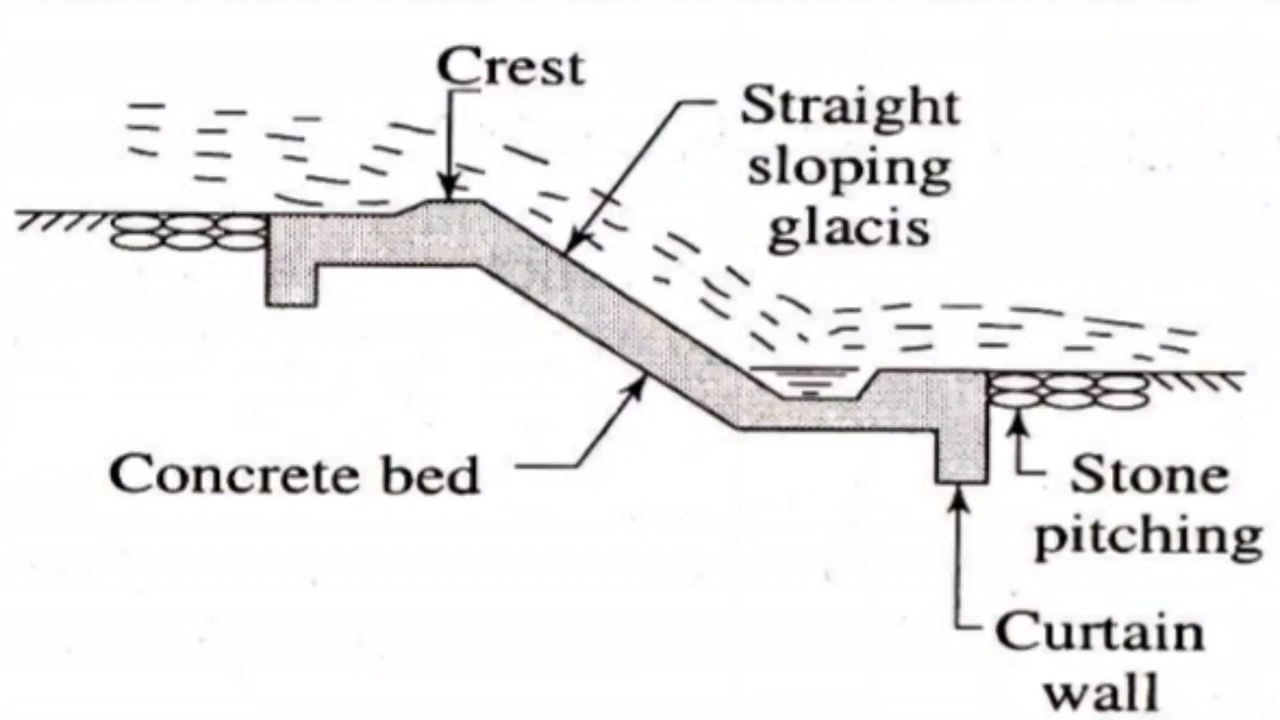 Crest
Straight
sloping
glacis
Concrete bed
Stone
pitching
Curtain
wall